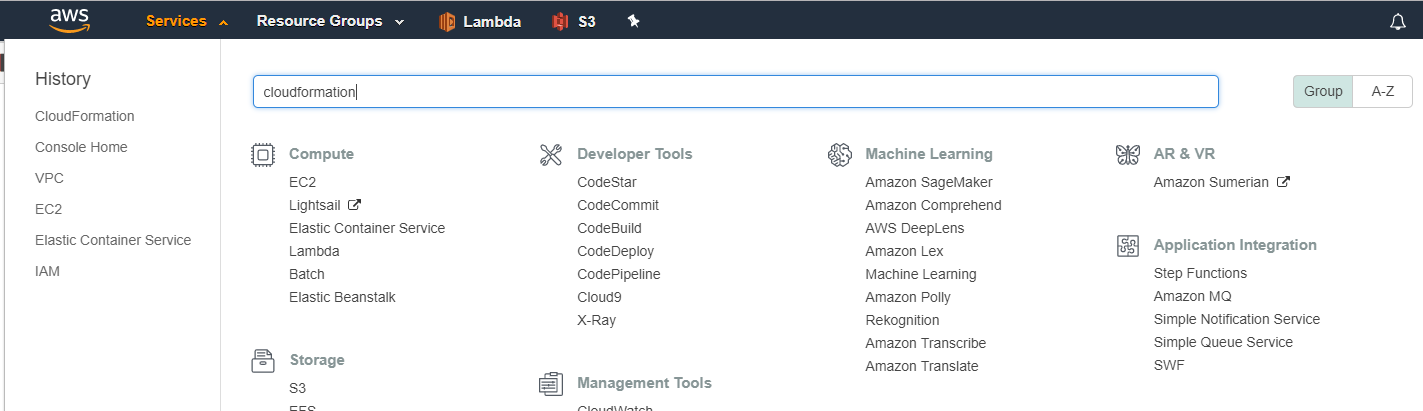 aws
Services
Resource Groups
Lambda
S3
History
CloudFormation
Console Home
VPC
EC2
Elastic Container Service
IAM
cloudformation
Group
A-Z
Compute
EC2
Lightsail
Elastic Container Service
Lambda
Batch
Elastic Beanstalk
Storage
S3
EFS
Developer Tools
CodeStar
CodeCommit
CodeBuild
CodeDeploy
CodePipeline
Cloud9
X-Ray
Management Tools
CloudWatch
Machine Learning
Amazon SageMaker
Amazon Comprehend
AWS DeepLens
Amazon Lex
Machine Learning
Amazon Polly
Rekognition
Amazon Transcribe
Amazon Translate
AR & VR
Amazon Sumerian
Application Integration
Step Functions
Amazon MQ
Simple Notification Service
Simple Queue Service
SWF